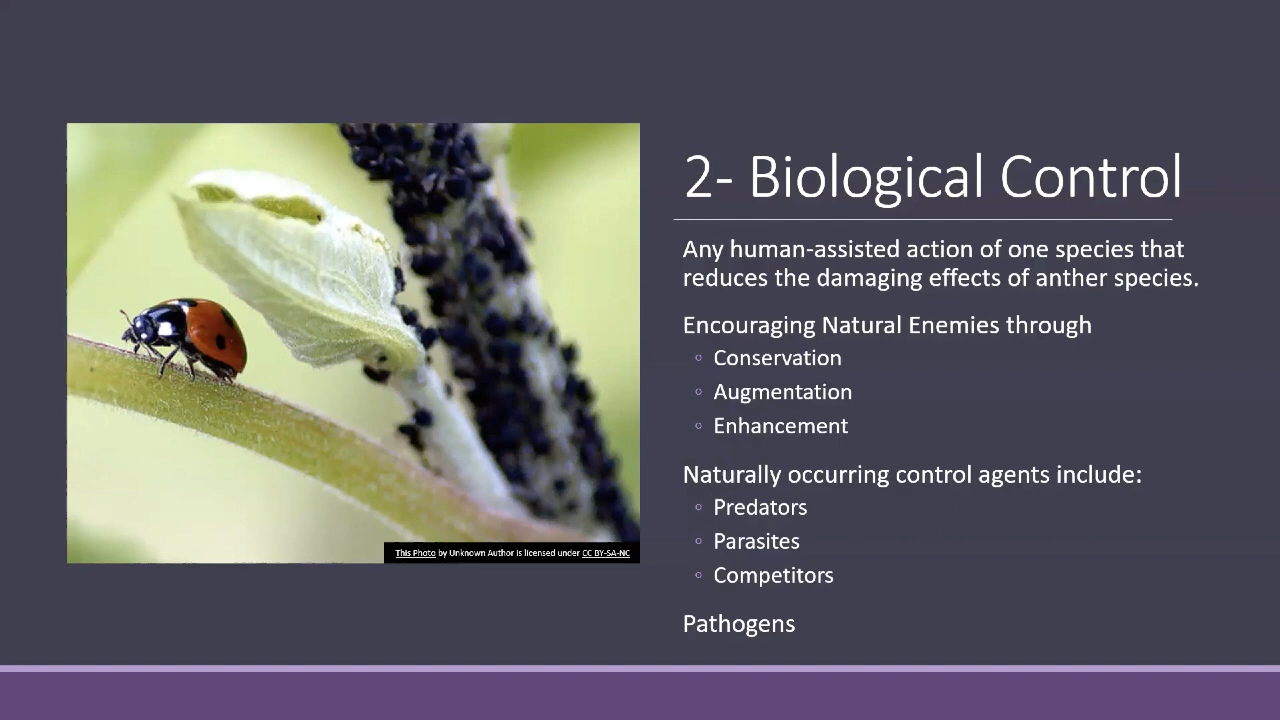 2- Biological Control
Any human-assisted action of one species that
reduces the damaging effects of anther species.
Encouraging Natural Enemies through
◦ Conservation
◦ Augmentation
◦ Enhancement
Naturally occurring control agents include:
◦ Predators
◦ Parasites
◦ Competitors
Pathogens
This Photo by Unknown Author is licensed under CC BY-SA-NC